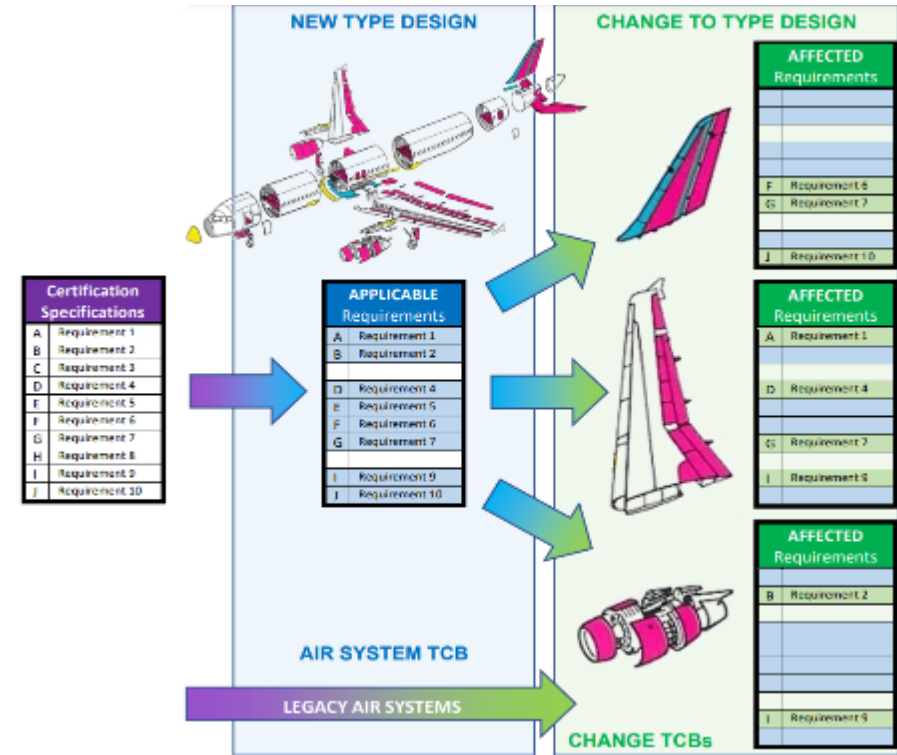 NEW TYPE DESIGN
CHANGE TO TYPE DESIGN
AFFECTED
Requirements
F Requirement 6
G Requirement 7
J Requirement 10
Certification
Specifications
A Requirement 1
B Requirement 2
C Requirement 3
D Requirement 4
E Requirement 5
F Requirement 6
G Requirement 7
H Requirement 8
I Requirement 9
J Requirement 10
APPLICABLE
Requirements
A Requirement 1
B Requirement 2
D Requirement 4
E Requirement 5
F Requirement 6
G Requirement 7
I Requirement 9
J Requirement 10
AFFECTED
Requirements
A Requirement 1
D Requirement 4
G Requirement 7
I Requirement 9
AFFECTED
Requirements
B Requirement 2
I Requirement 9
AIR SYSTEM TCB
LEGACY AIR SYSTEMS
CHANGE TCBs